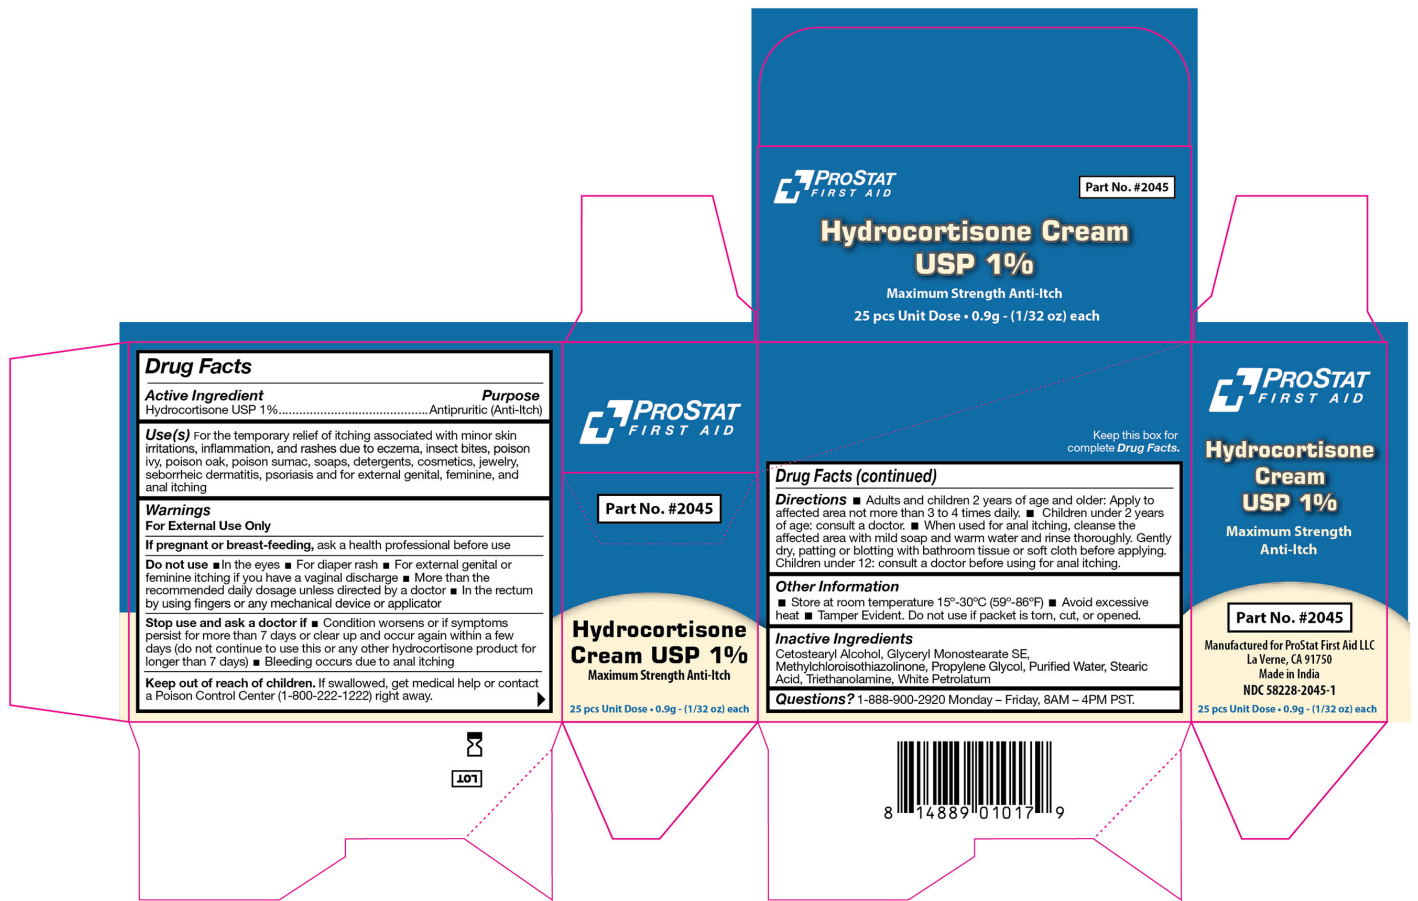 PROSTAT
FIRST AID
Part No. #2045
Hydrocortisone Cream
USP 1%
Maximum Strength Anti-Itch
25 pcs Unit Dose • 0.9g - (1/32 oz) each
Drug Facts
Active Ingredient Purpose
Hydrocortisone USP 1%............................................Antipruritic (Anti-Itch)
Use(s) For the temporary relief of itching associated with minor skin
irritations, inflammation, and rashes due to eczema, insect bites, poison
ivy, poison oak, poison sumac, soaps, detergents, cosmetics, jewelry,
seborrheic dermatitis, psoriasis and for external genital, feminine, and
anal itching
Warnings
For External Use Only
If pregnant or breast-feeding, ask a health professional before use
Do not use ■ In the eyes ■ For diaper rash ■ For external genital or
feminine itching if you have a vaginal discharge ■ More than the
recommended daily dosage unless directed by a doctor ■ In the rectum
by using fingers or any mechanical device or applicator
Stop use and ask a doctor if ■ Condition worsens or if symptoms
persist for more than 7 days or clear up and occur again within a few
days (do not continue to use this or any other hydrocortisone product for
longer than 7 days) ■ Bleeding occurs due to anal itching
Keep out of reach of children. If swallowed, get medical help or contact
a Poison Control Center (1-800-222-1222) right away.
LOT
PROSTAT
FIRST AID
Part No. #2045
Hydrocortisone
Cream USP 1%
Maximum Strength Anti-Itch
25 pcs Unit Dose • 0.9g - (1/32 oz) each
Keep this box for
complete Drug Facts.
Drug Facts (continued)
Directions ■ Adults and children 2 years of age and older: Apply to
affected area not more than 3 to 4 times daily. ■ Children under 2 years
of age: consult a doctor. ■ When used for anal itching, cleanse the
affected area with mild soap and warm water and rinse thoroughly. Gently
dry, patting or blotting with bathroom tissue or soft cloth before applying.
Children under 12: consult a doctor before using for anal itching.
Other Information
■ Store at room temperature 15º-30ºC (59º-86ºF) ■ Avoid excessive
heat ■ Tamper Evident. Do not use if packet is torn, cut, or opened.
Inactive Ingredients
Cetostearyl Alcohol, Glyceryl Monostearate SE,
Methylchloroisothiazolinone, Propylene Glycol, Purified Water, Stearic
Acid, Triethanolamine, White Petrolatum
Questions? 1-888-900-2920 Monday – Friday, 8AM – 4PM PST.
8 14889 01017 9
PROSTAT
FIRST AID
Hydrocortisone
Cream
USP 1%
Maximum Strength
Anti-Itch
Part No. #2045
Manufactured for ProStat First Aid LLC
La Verne, CA 91750
Made in India
NDC 58228-2045-1
25 pcs Unit Dose • 0.9g - (1/32 oz) each